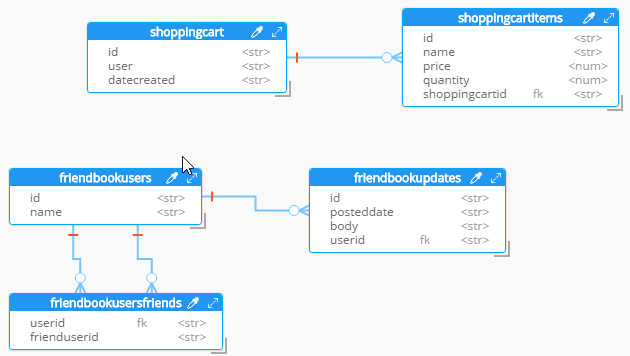 shoppingcart
id <str>
user <str>
datecreated <str>
shoppingcartitems
id <str>
name <str>
price <num>
quantity <num>
shoppingcartid fk <str>
friendbookusers
id <str>
name <str>
friendbookupdates
id <str>
posteddate <str>
body <str>
userid fk <str>
friendbookusersfriends
userid fk <str>
frienduserid <str>